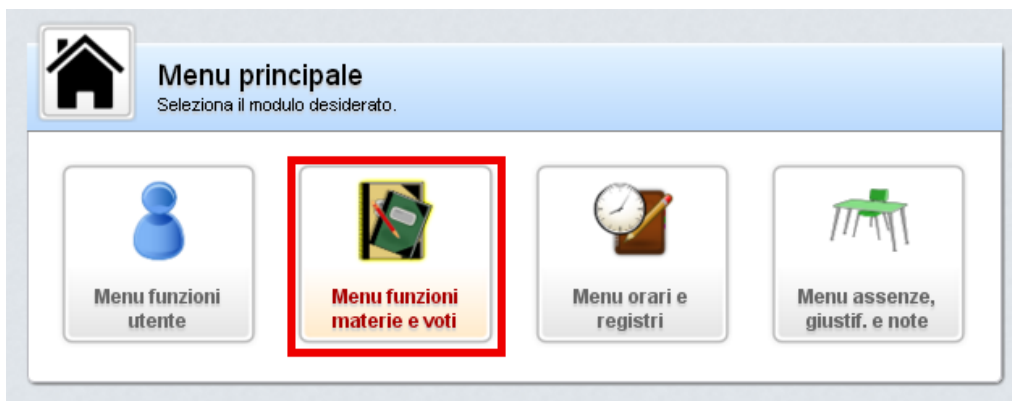 Menu principale
Seleziona il modulo desiderato.
Menu funzioni
utente
Menu funzioni
materie e voti
Menu orari e
registri
Menu assenze,
giustif. e note